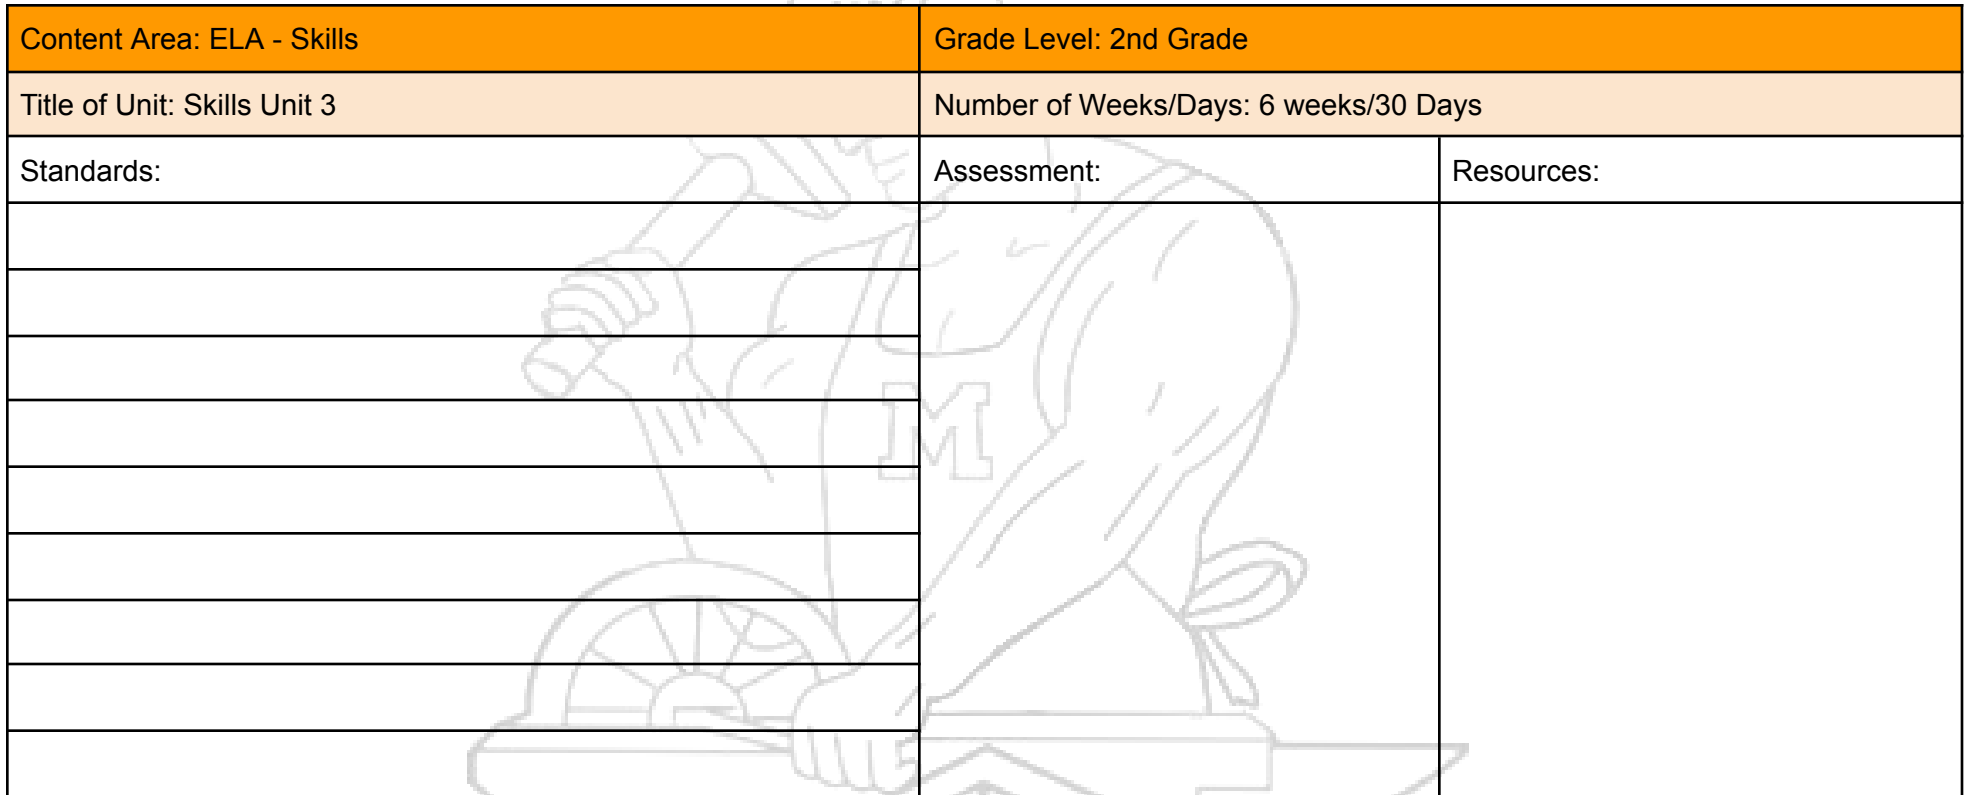 Content Area: ELA - Skills
Grade Level: 2nd Grade
Title of Unit: Skills Unit 3
Number of Weeks/Days: 6 weeks/30 Days
Standards:
Assessment:
Resources:
M